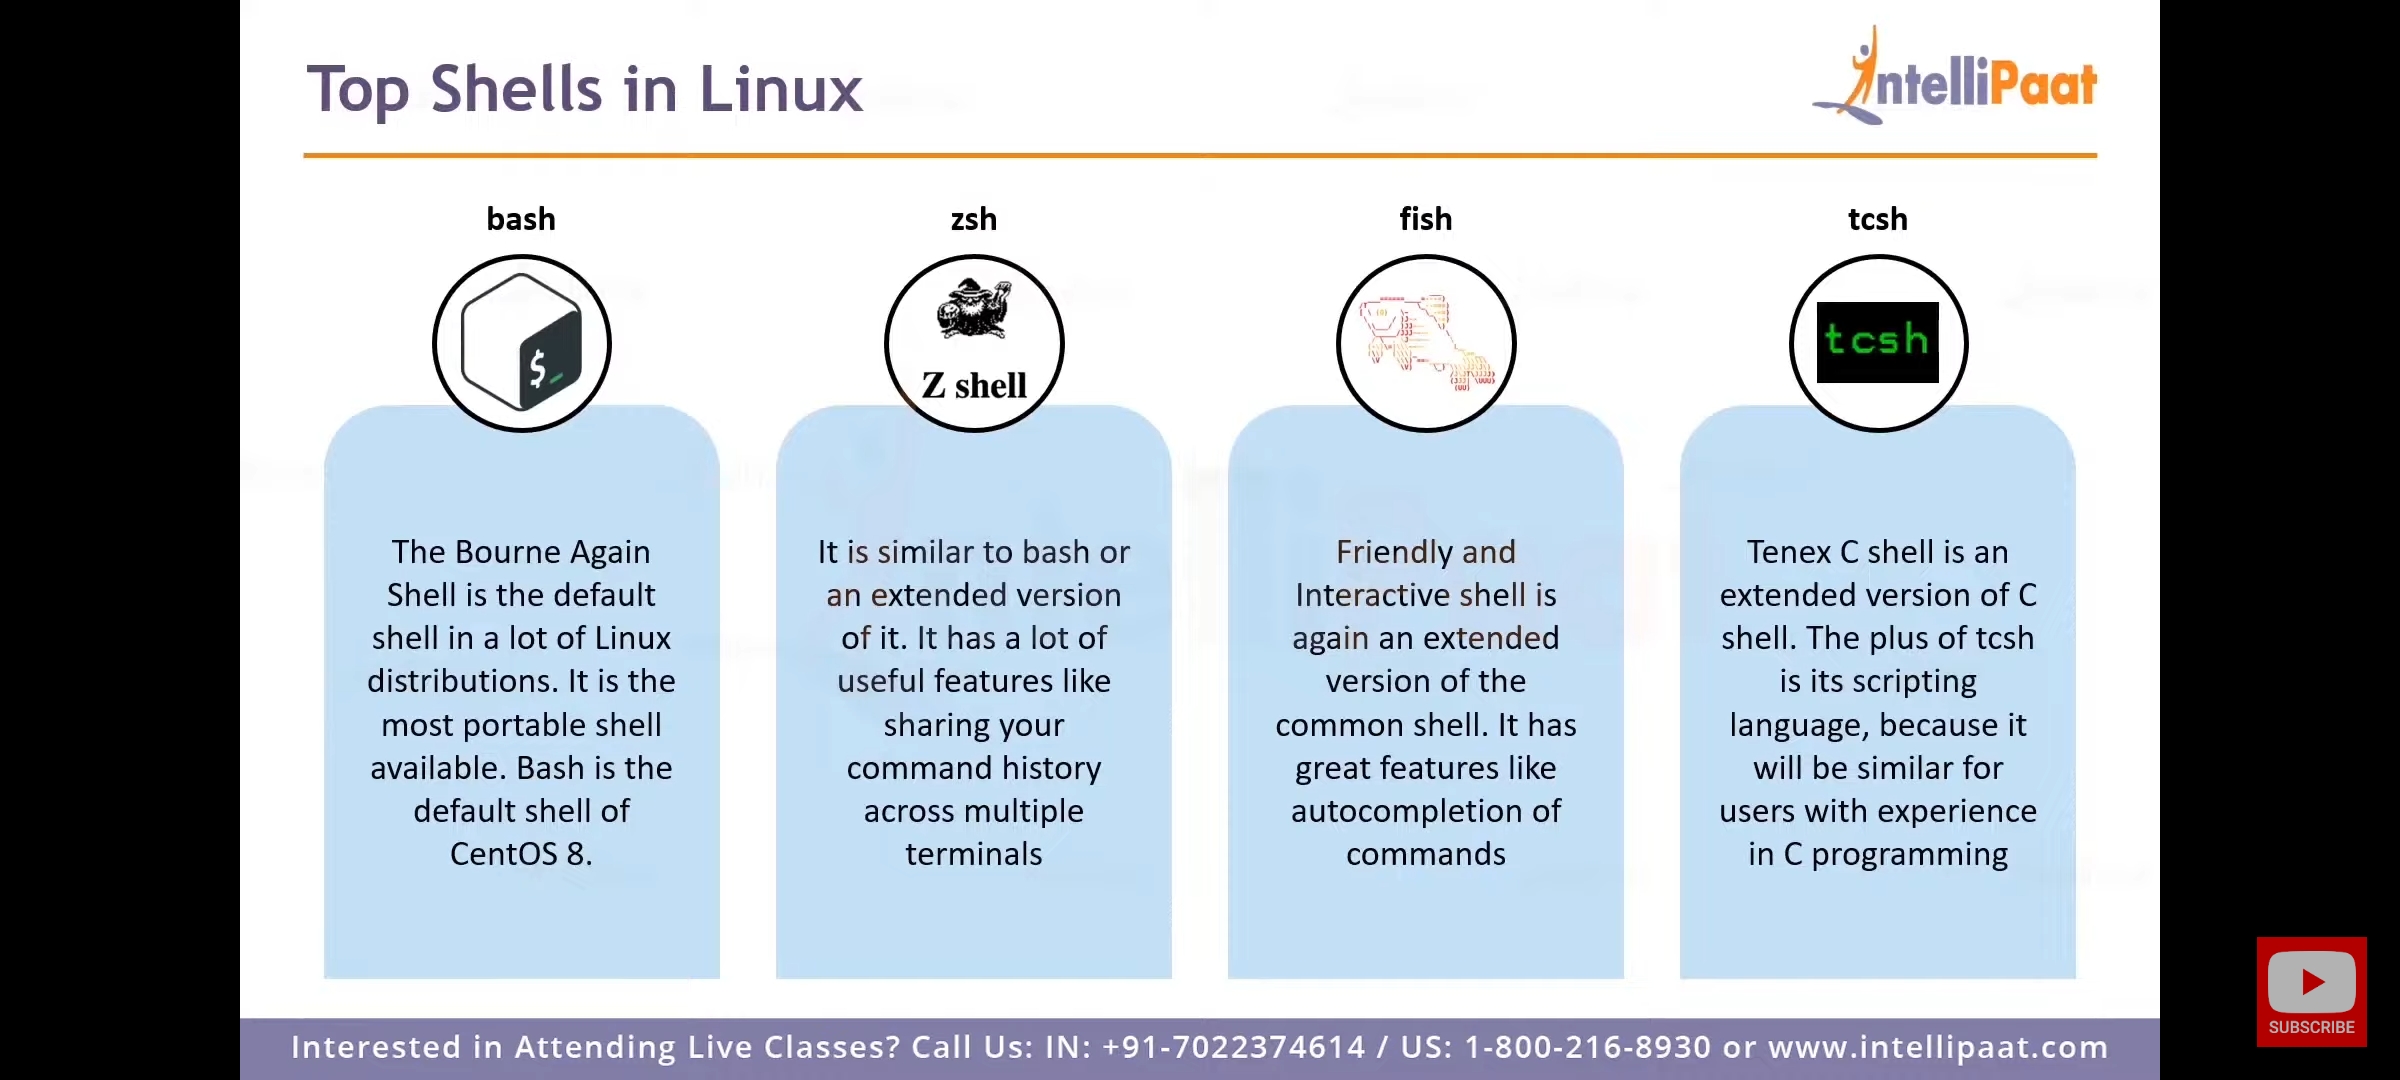 Top Shells in Linux
IntelliPaat
bash
zsh
fish
tcsh
$_
Z shell
tcsh
The Bourne Again
Shell is the default
shell in a lot of Linux
distributions. It is the
most portable shell
available. Bash is the
default shell of
CentOS 8.
It is similar to bash or
an extended version
of it. It has a lot of
useful features like
sharing your
command history
across multiple
terminals
Friendly and
Interactive shell is
again an extended
version of the
common shell. It has
great features like
autocompletion of
commands
Tenex C shell is an
extended version of C
shell. The plus of tcsh
is its scripting
language, because it
will be similar for
users with experience
in C programming
SUBSCRIBE
Interested in Attending Live Classes? Call Us: IN: +91-7022374614 / US: 1-800-216-8930 or www.intellipaat.com